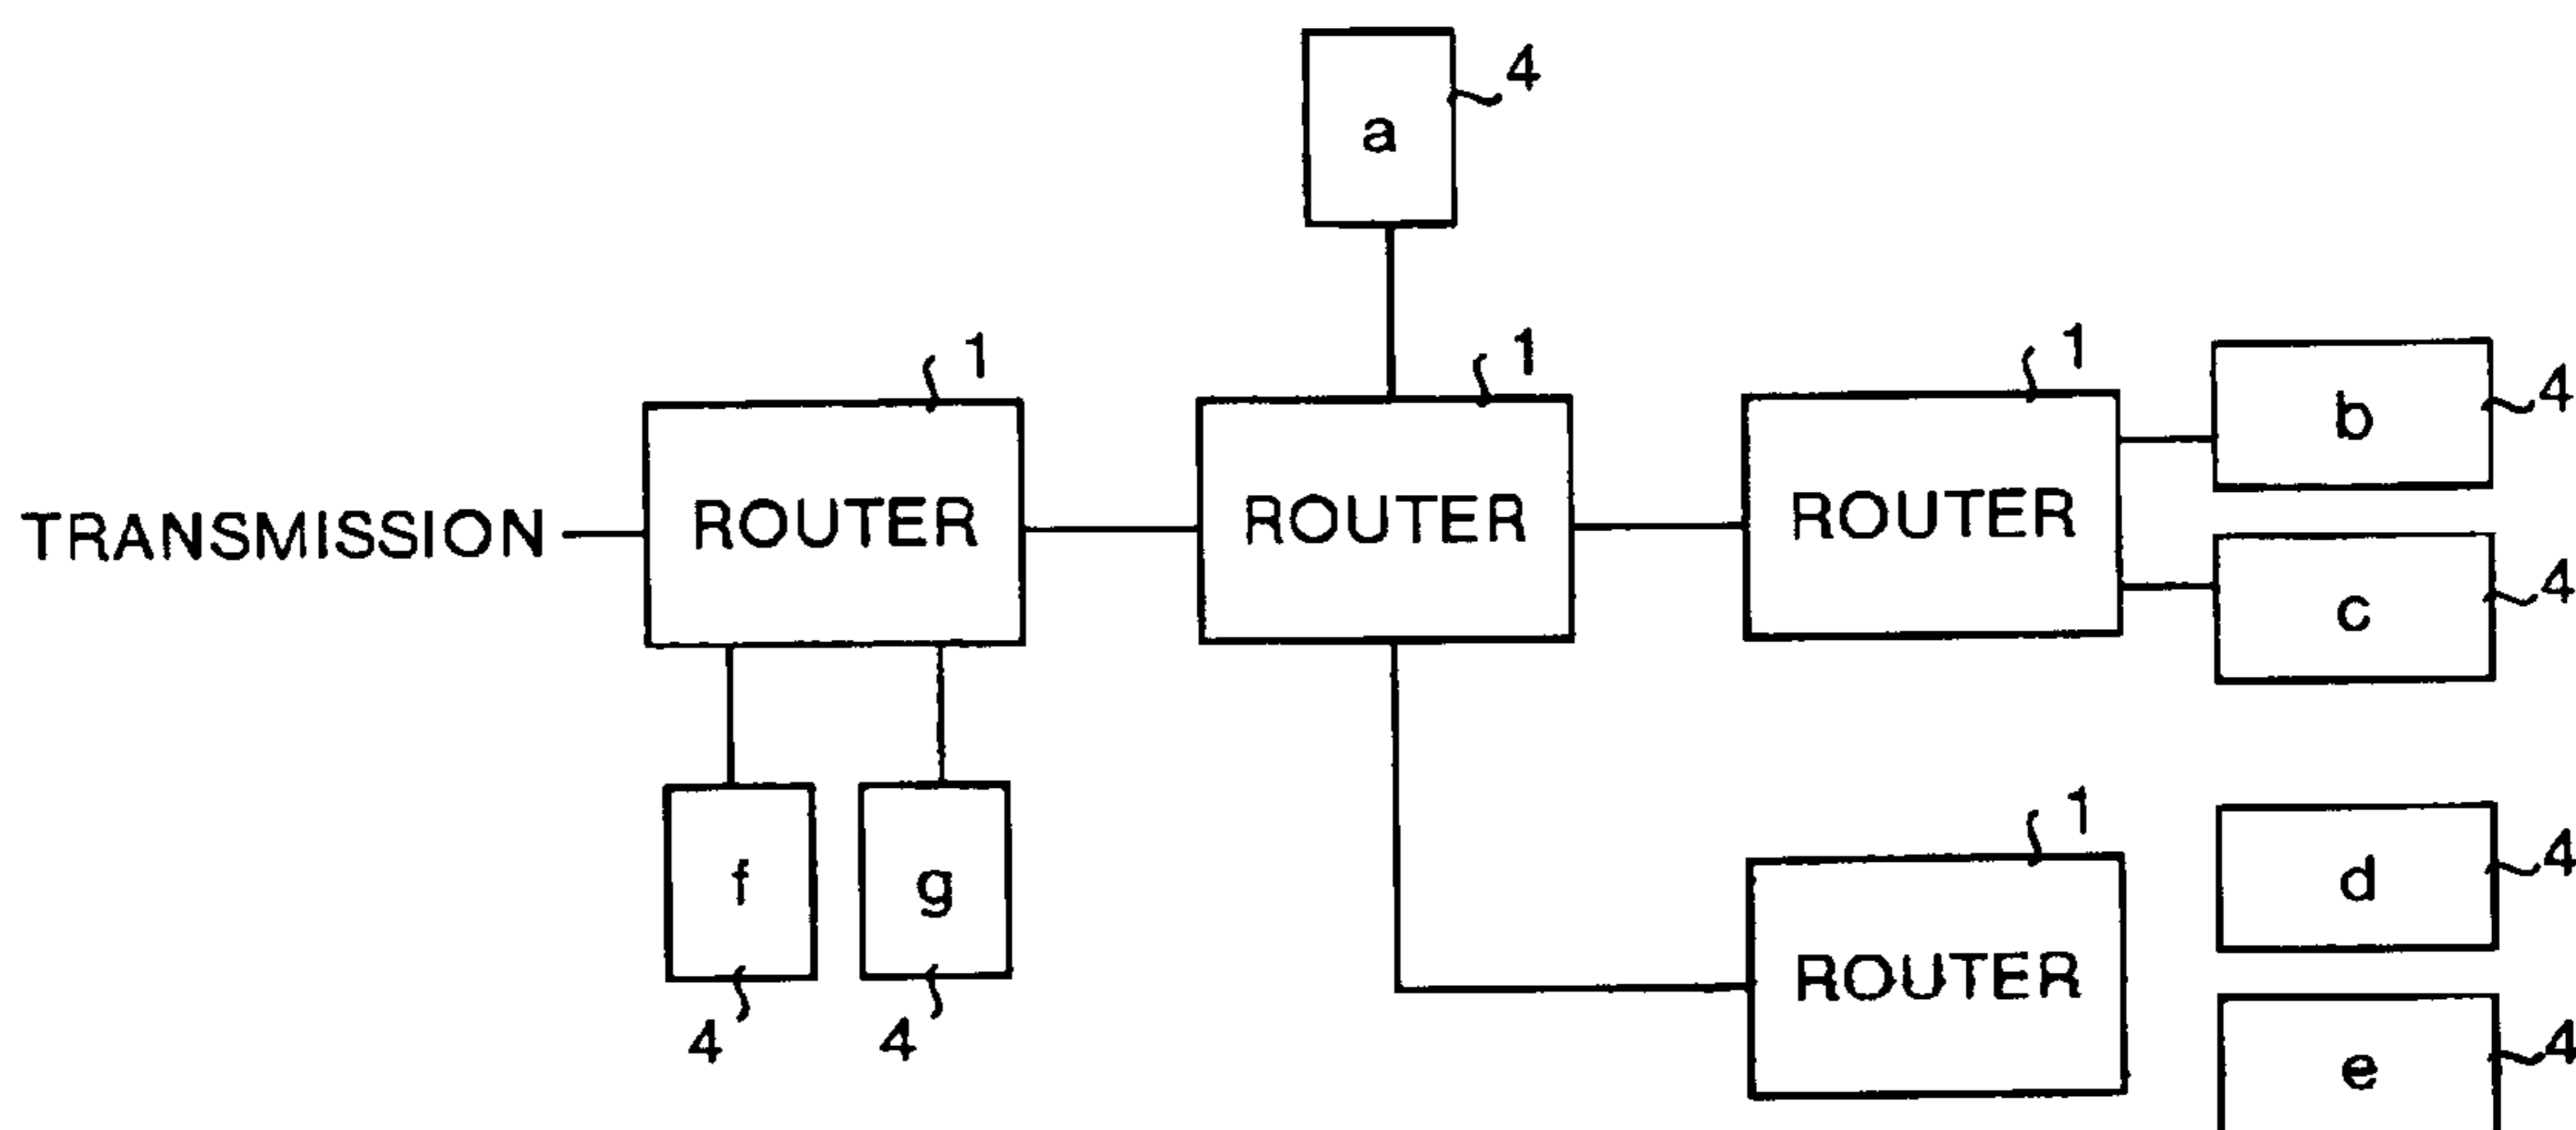 a 4
1 1 1
b 4
TRANSMISSION ROUTER ROUTER ROUTER
c 4
1
f g d 4
ROUTER
4 4 e 4